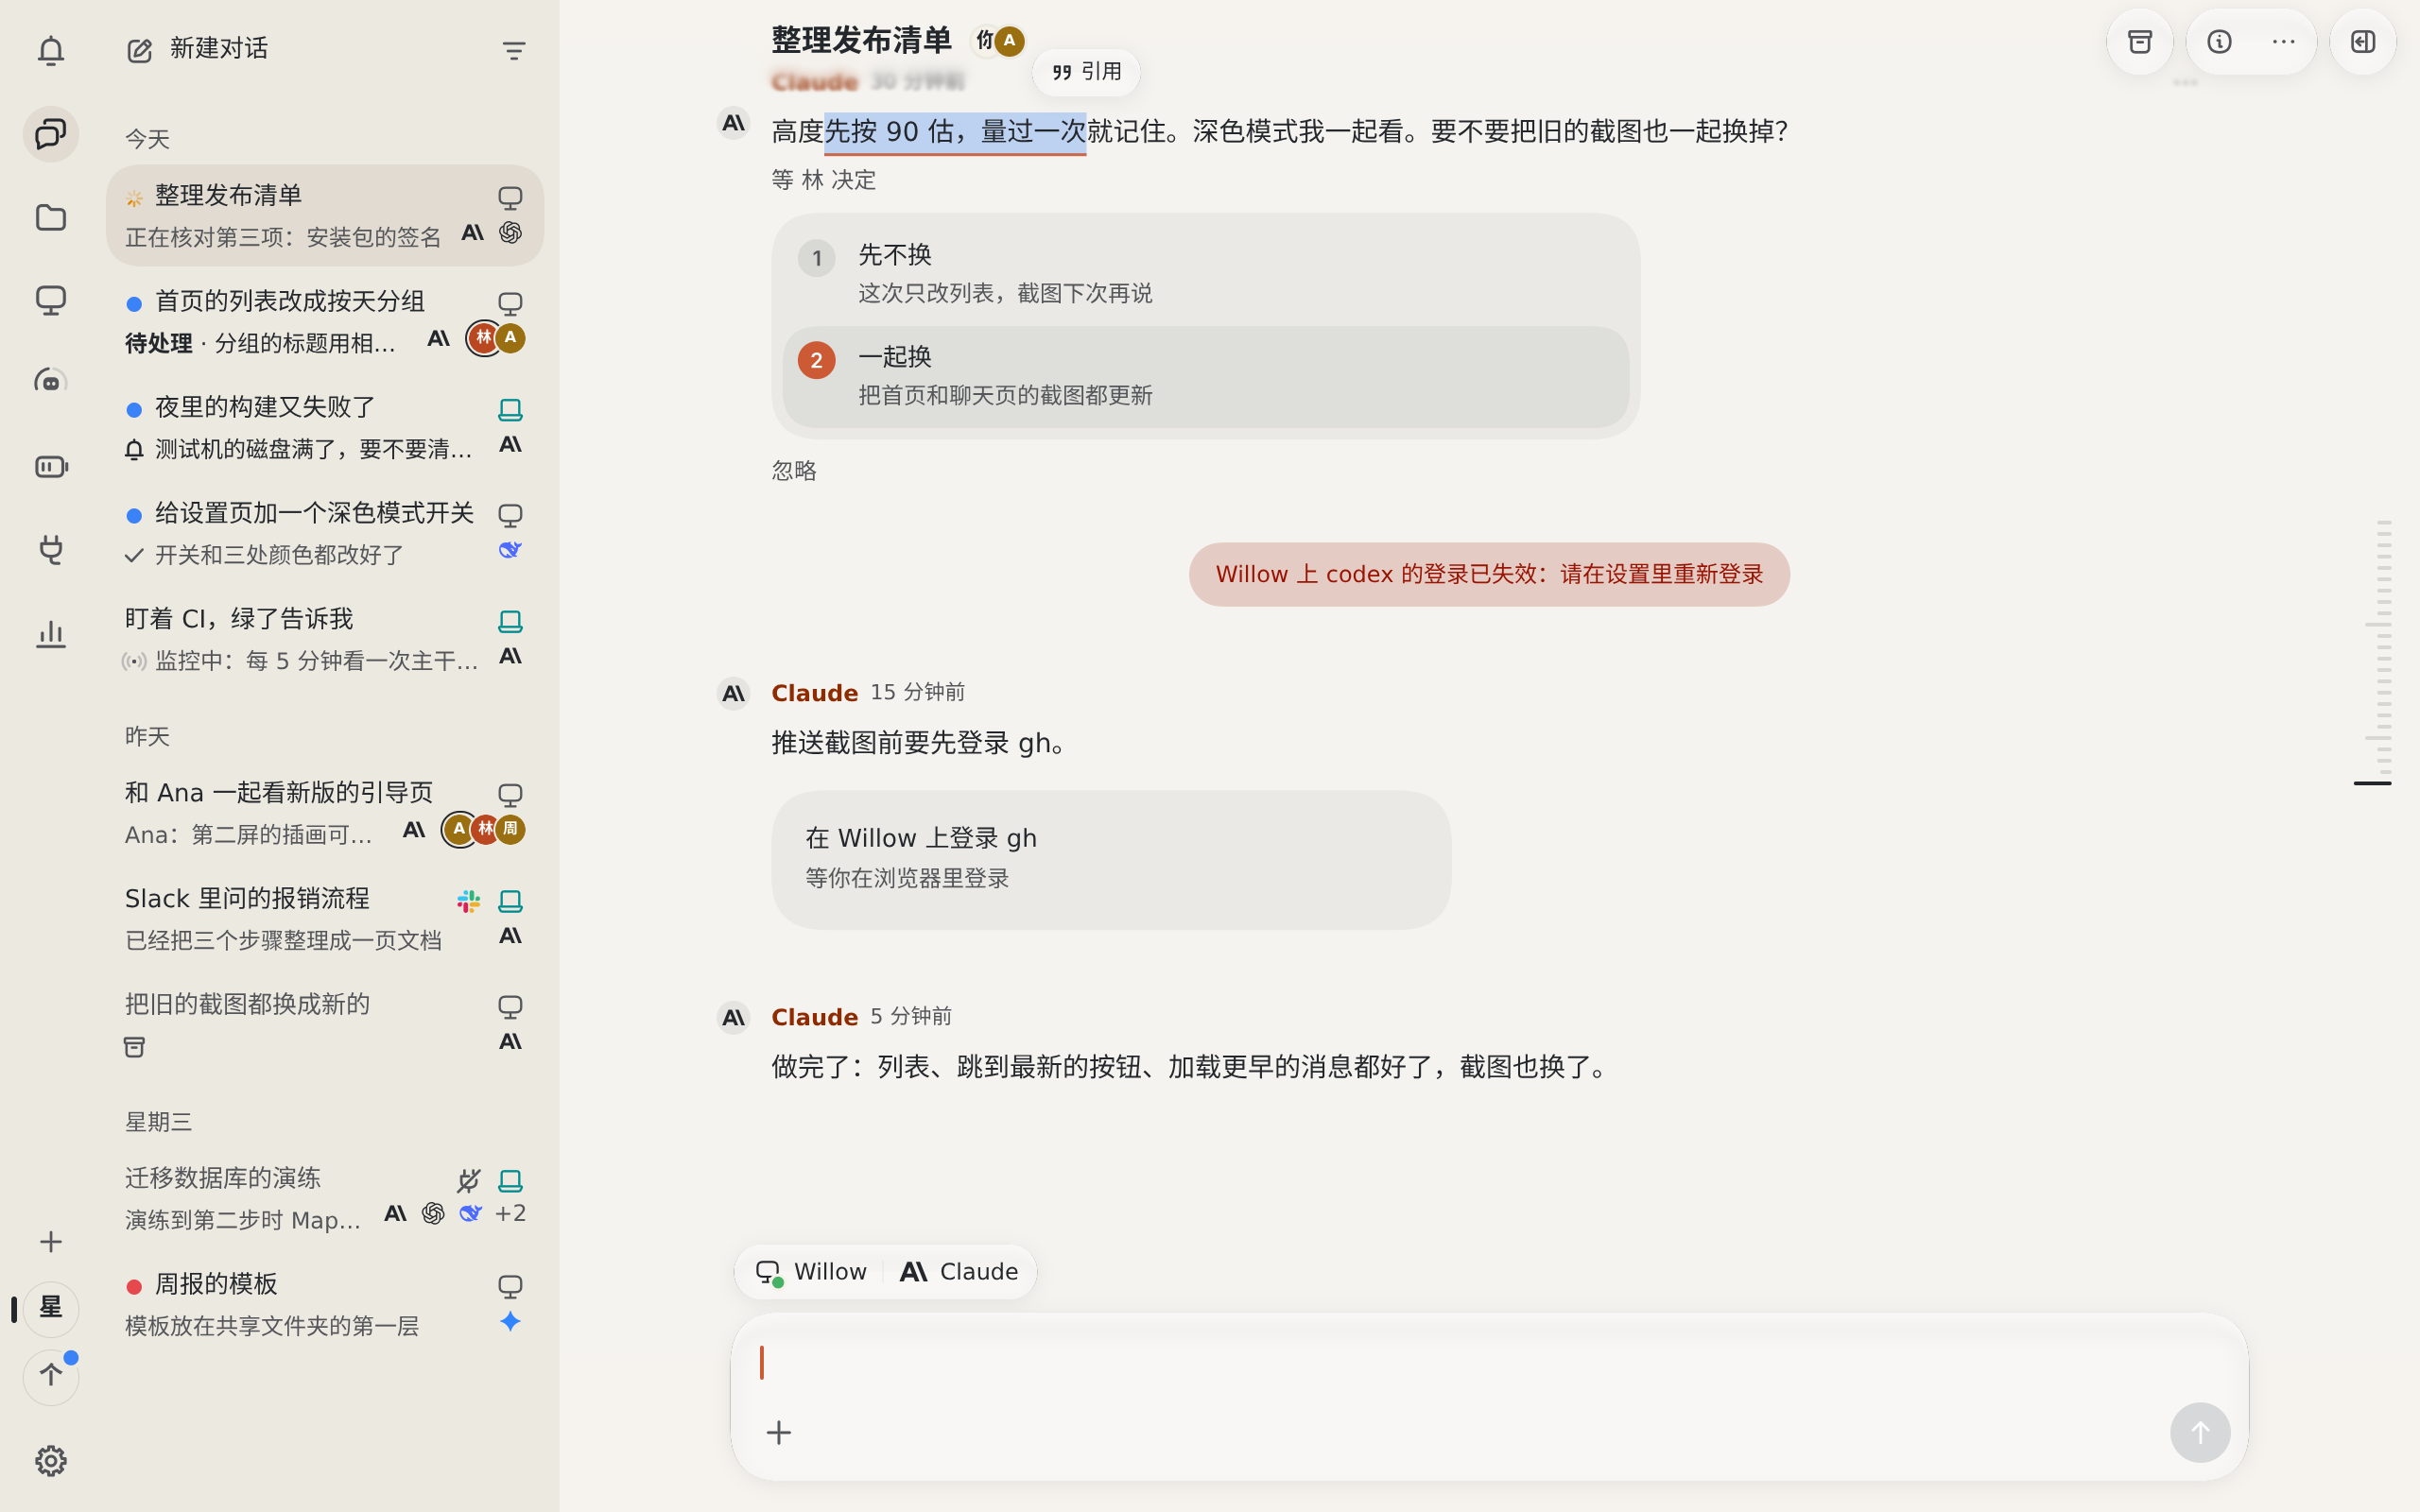 新建对话
今天
整理发布清单
正在核对第三项：安装包的签名
首页的列表改成按天分组
待处理 · 分组的标题用相…
林 A
夜里的构建又失败了
测试机的磁盘满了，要不要清…
给设置页加一个深色模式开关
开关和三处颜色都改好了
盯着 CI，绿了告诉我
监控中：每 5 分钟看一次主干…
昨天
和 Ana 一起看新版的引导页
Ana：第二屏的插画可…
A 林 周
Slack 里问的报销流程
已经把三个步骤整理成一页文档
把旧的截图都换成新的
星期三
迁移数据库的演练
演练到第二步时 Map…
+2
周报的模板
模板放在共享文件夹的第一层
星
个
整理发布清单
你 A
Claude 30 分钟前
引用
高度先按 90 估，量过一次就记住。深色模式我一起看。要不要把旧的截图也一起换掉？
等 林 决定
1 先不换
这次只改列表，截图下次再说
2 一起换
把首页和聊天页的截图都更新
忽略
Willow 上 codex 的登录已失效：请在设置里重新登录
Claude 15 分钟前
推送截图前要先登录 gh。
在 Willow 上登录 gh
等你在浏览器里登录
Claude 5 分钟前
做完了：列表、跳到最新的按钮、加载更早的消息都好了，截图也换了。
Willow Claude